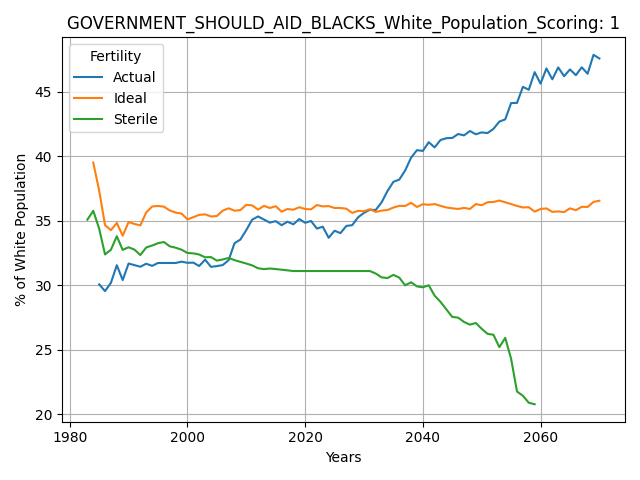 GOVERNMENT_SHOULD_AID_BLACKS_White_Population_Scoring: 1
Fertility
Actual
Ideal
Sterile
% of White Population
45
40
35
30
25
20
1980
2000
2020
2040
2060
Years